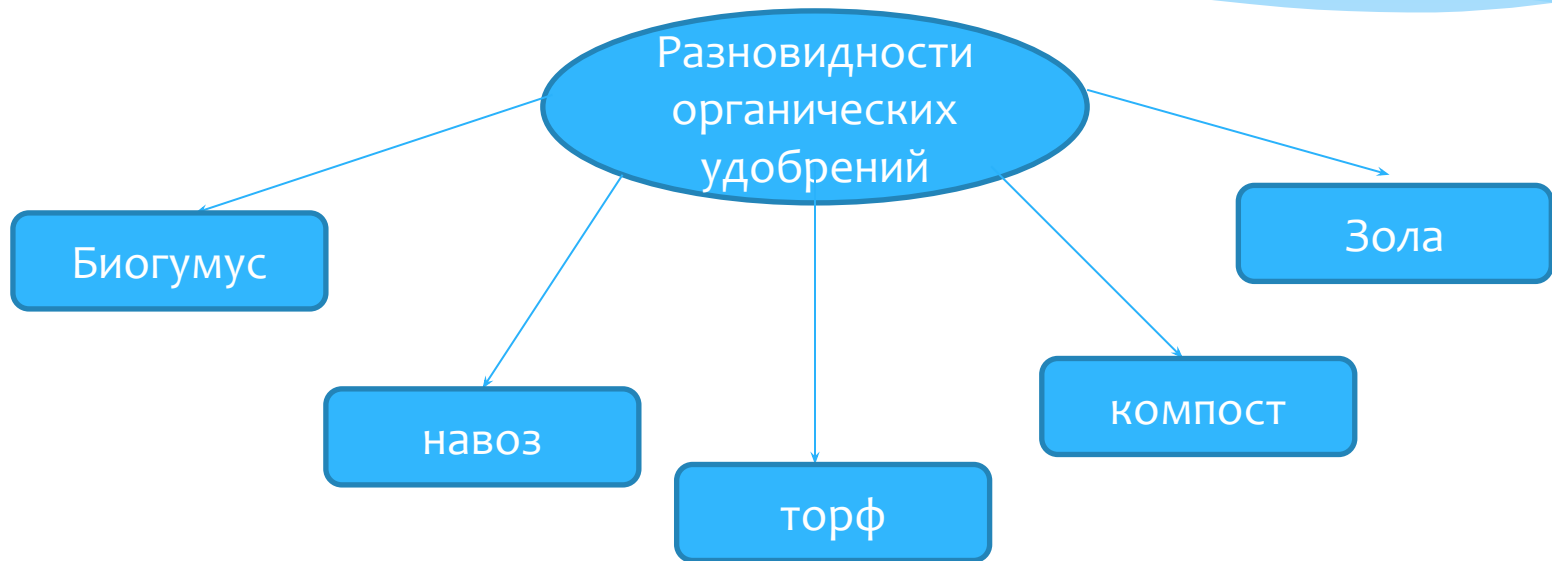 Разновидности
органических
удобрений
Биогумус
навоз
торф
компост
Зола